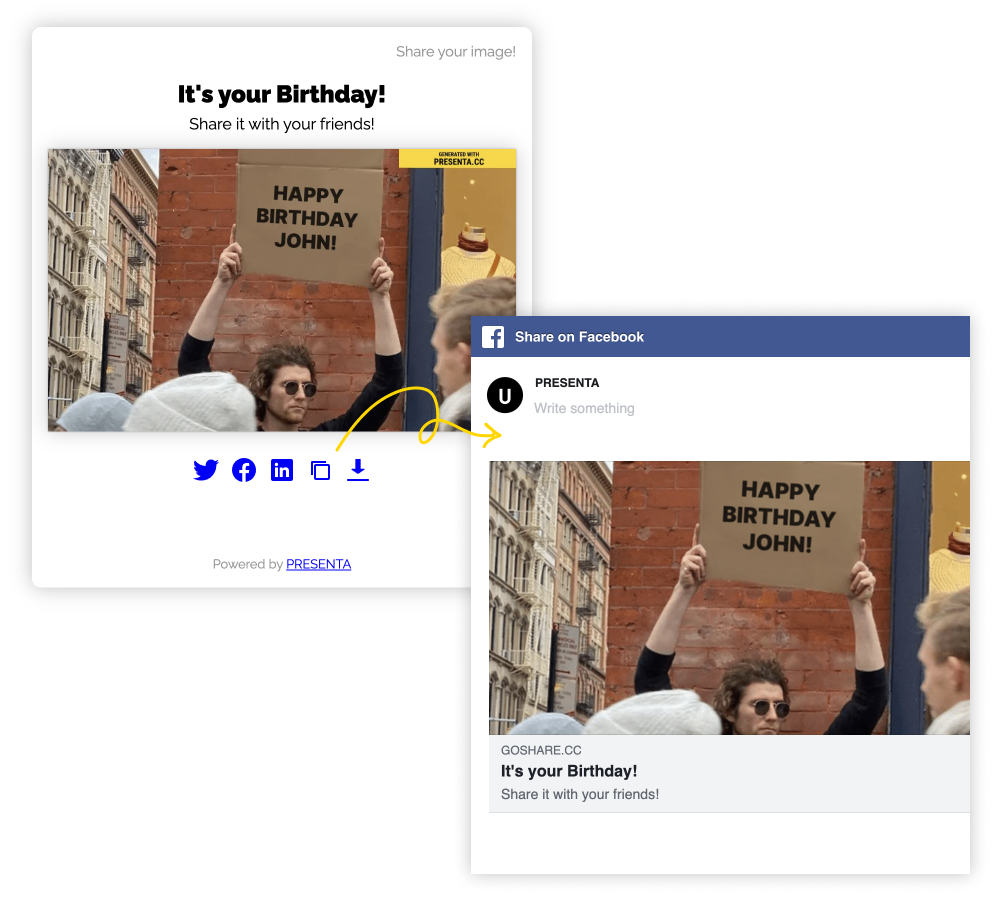 Share your image!
It's your Birthday!
Share it with your friends!
GENERATED WITH
PRESENTA.CC
HAPPY
BIRTHDAY
JOHN!
Powered by PRESENTA
Share on Facebook
U
PRESENTA
Write something
HAPPY
BIRTHDAY
JOHN!
GOSHARE.CC
It's your Birthday!
Share it with your friends!